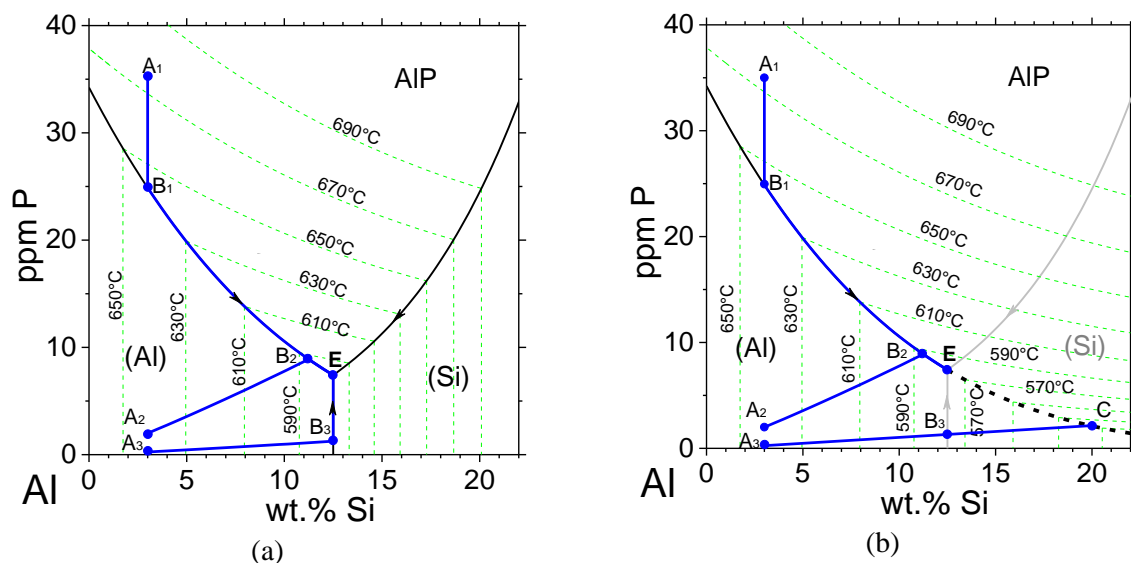 40
30
20
10
0
ppm P
A1
B1
AlP
690°C
670°C
650°C
630°C
610°C
650°C
630°C
610°C
590°C
(Al)
(Si)
B2
E
A2
A3
B3
Al
0
5
10
15
20
wt.% Si
(a)
40
30
20
10
0
ppm P
A1
B1
AlP
690°C
670°C
650°C
630°C
610°C
590°C
570°C
650°C
630°C
610°C
590°C
570°C
(Al)
(Si)
B2
E
A2
A3
B3
C
Al
0
5
10
15
20
wt.% Si
(b)